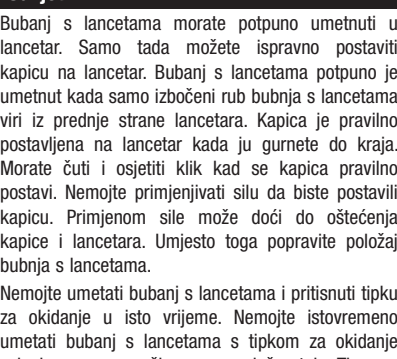 Bubanj s lancetama morate potpuno umetnuti u
lancetar. Samo tada možete ispravno postaviti
kapicu na lancetar. Bubanj s lancetama potpuno je
umetnut kada samo izbočeni rub bubnja s lancetama
viri iz prednje strane lancetara. Kapica je pravilno
postavljena na lancetar kada ju gurnete do kraja.
Morate čuti i osjetiti klik kad se kapica pravilno
postavi. Nemojte primjenjivati silu da biste postavili
kapicu. Primjenom sile može doći do oštećenja
kapice i lancetara. Umjesto toga popravite položaj
bubnja s lancetama.
Nemojte umetati bubanj s lancetama i pritisnuti tipku
za okidanje u isto vrijeme. Nemojte istovremeno
umetati bubanj s lancetama s tipkom za okidanje